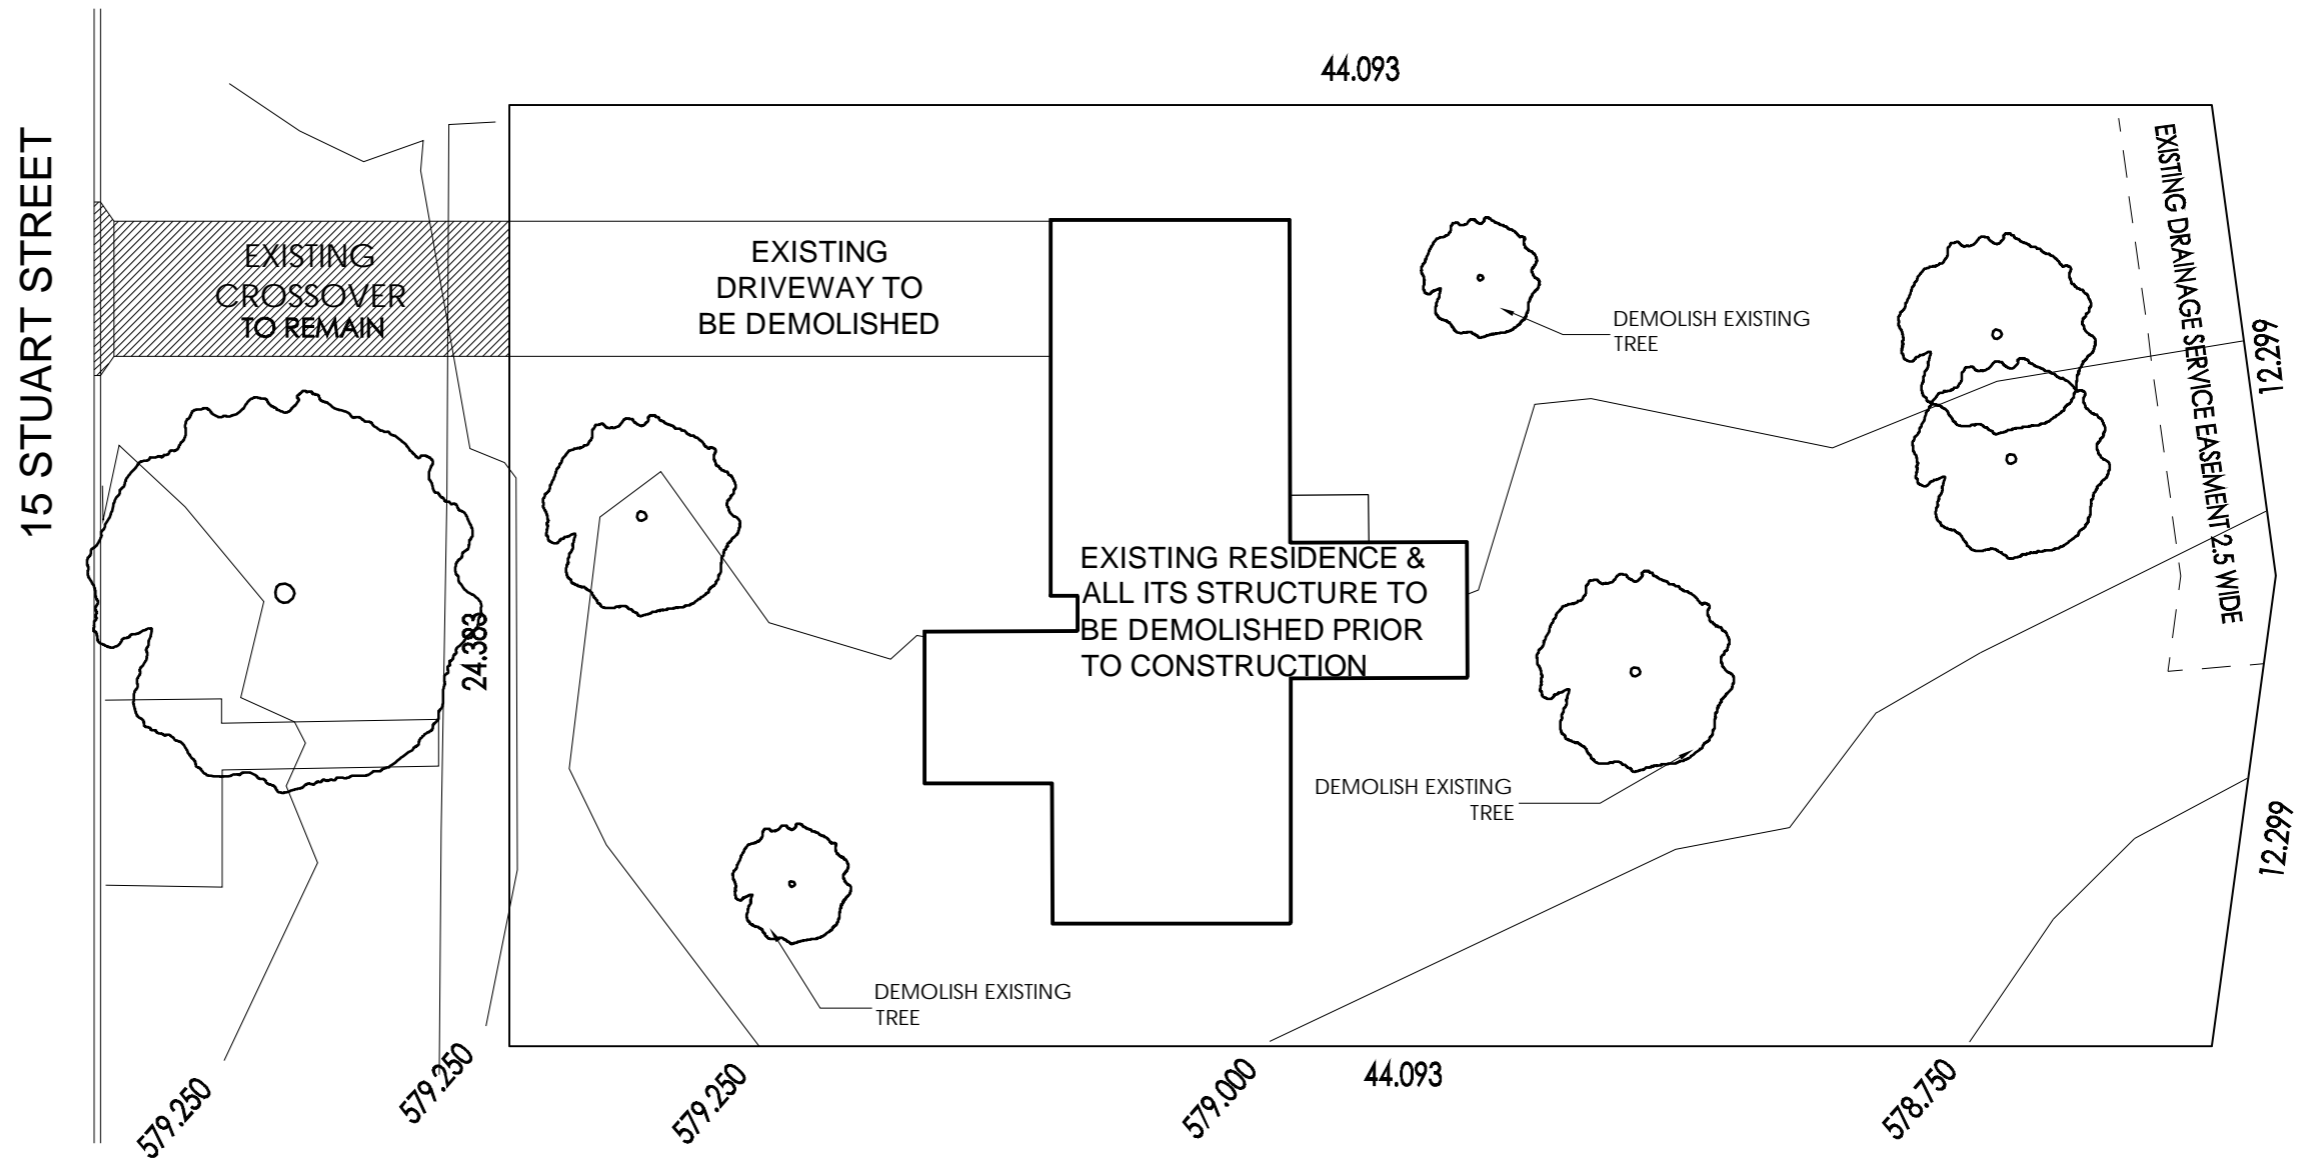 44.093
15 STUART STREET
EXISTING
CROSSOVER
TO REMAIN
EXISTING
DRIVEWAY TO
BE DEMOLISHED
DEMOLISH EXISTING
TREE
EXISTING DRAINAGE SERVICE EASEMENT 2.5 WIDE
12.299
24.383
EXISTING RESIDENCE &
ALL ITS STRUCTURE TO
BE DEMOLISHED PRIOR
TO CONSTRUCTION
DEMOLISH EXISTING
TREE
12.299
DEMOLISH EXISTING
TREE
579.250
579.250
579.250
579.000
44.093
578.750